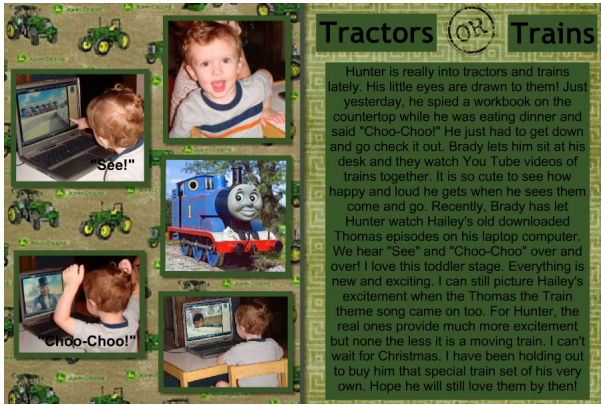 "See!"
"Choo-Choo!"
1
Tractors OR Trains
Hunter is really into tractors and trains
lately. His little eyes are drawn to them! Just
yesterday, he spied a workbook on the
countertop while he was eating dinner and
said "Choo-Choo!" He just had to get down
and go check it out. Brady lets him sit at his
desk and they watch You Tube videos of
trains together. It is so cute to see how
happy and loud he gets when he sees them
come and go. Recently, Brady has let
Hunter watch Hailey's old downloaded
Thomas episodes on his laptop computer.
We hear "See" and "Choo-Choo" over and
over! I love this toddler stage. Everything is
new and exciting. I can still picture Hailey's
excitement when the Thomas the Train
theme song came on too. For Hunter, the
real ones provide much more excitement
but none the less it is a moving train. I can't
wait for Christmas. I have been holding out
to buy him that special train set of his very
own. Hope he will still love them by then!